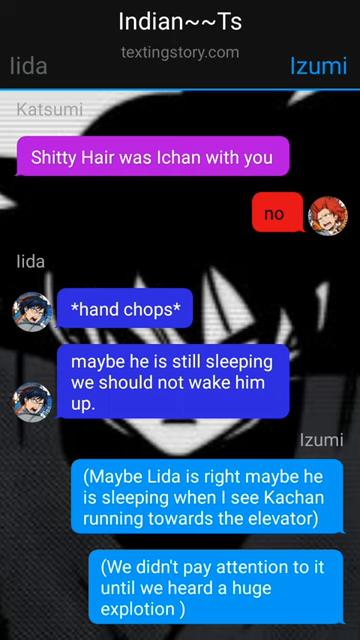 Indian~~Ts
textingstory.com
Iida
Izumi
Katsumi
Shitty Hair was Ichan with you
no
Iida
*hand chops*
maybe he is still sleeping
we should not wake him
up.
Izumi
(Maybe Lida is right maybe he
is sleeping when I see Kachan
running towards the elevator)
(We didn't pay attention to it
until we heard a huge
explotion )